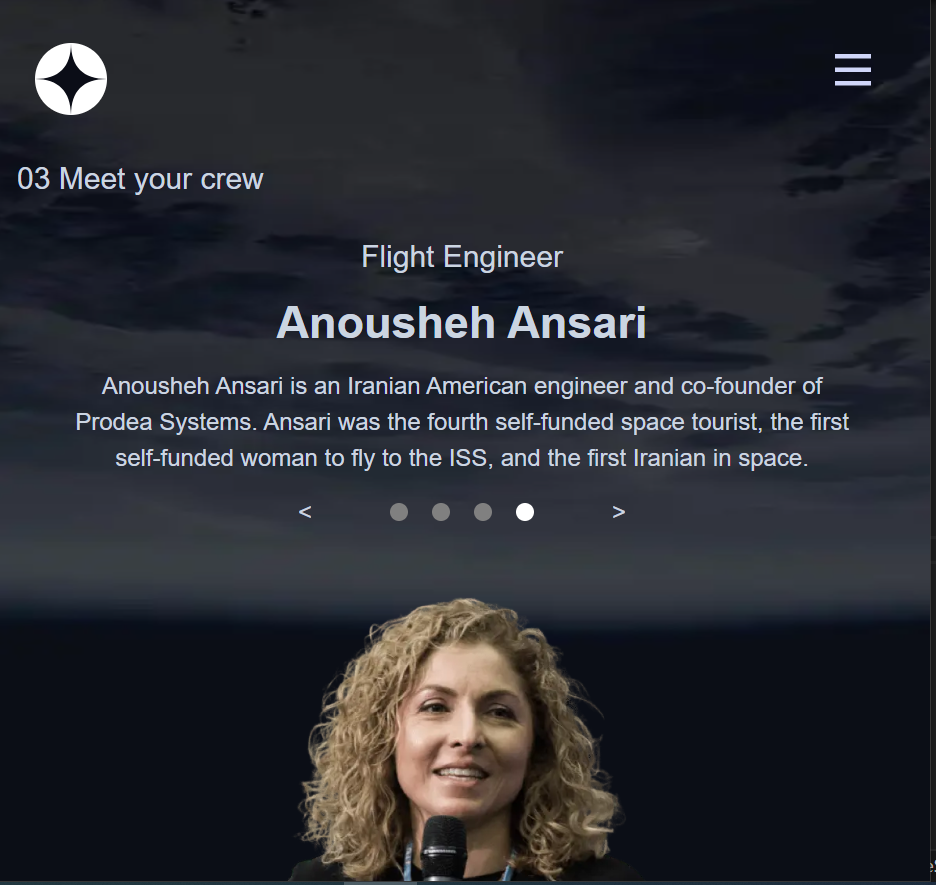 03 Meet your crew
Flight Engineer
Anousheh Ansari
Anousheh Ansari is an Iranian American engineer and co-founder of
Prodea Systems. Ansari was the fourth self-funded space tourist, the first
self-funded woman to fly to the ISS, and the first Iranian in space.
< >